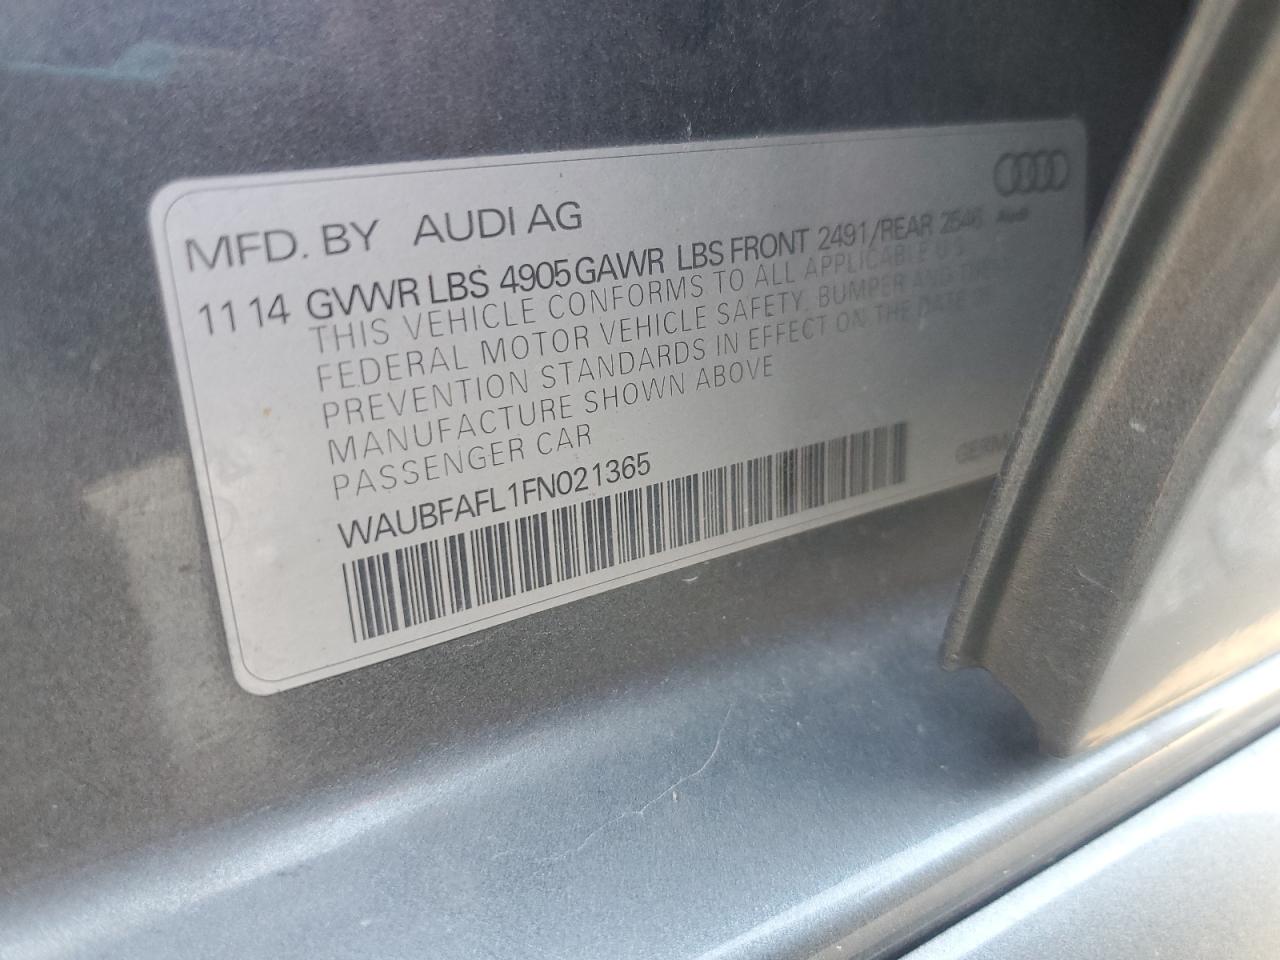 MFD. BY AUDI AG
11 14 GVWR LBS 4905 GAWR LBS FRONT 2491/REAR 2546
Audi
THIS VEHICLE CONFORMS TO ALL APPLICABLE U.S.
FEDERAL MOTOR VEHICLE SAFETY, BUMPER AND THEFT
PREVENTION STANDARDS IN EFFECT ON THE DATE OF
MANUFACTURE SHOWN ABOVE
PASSENGER CAR
WAUBFAFL1FN021365